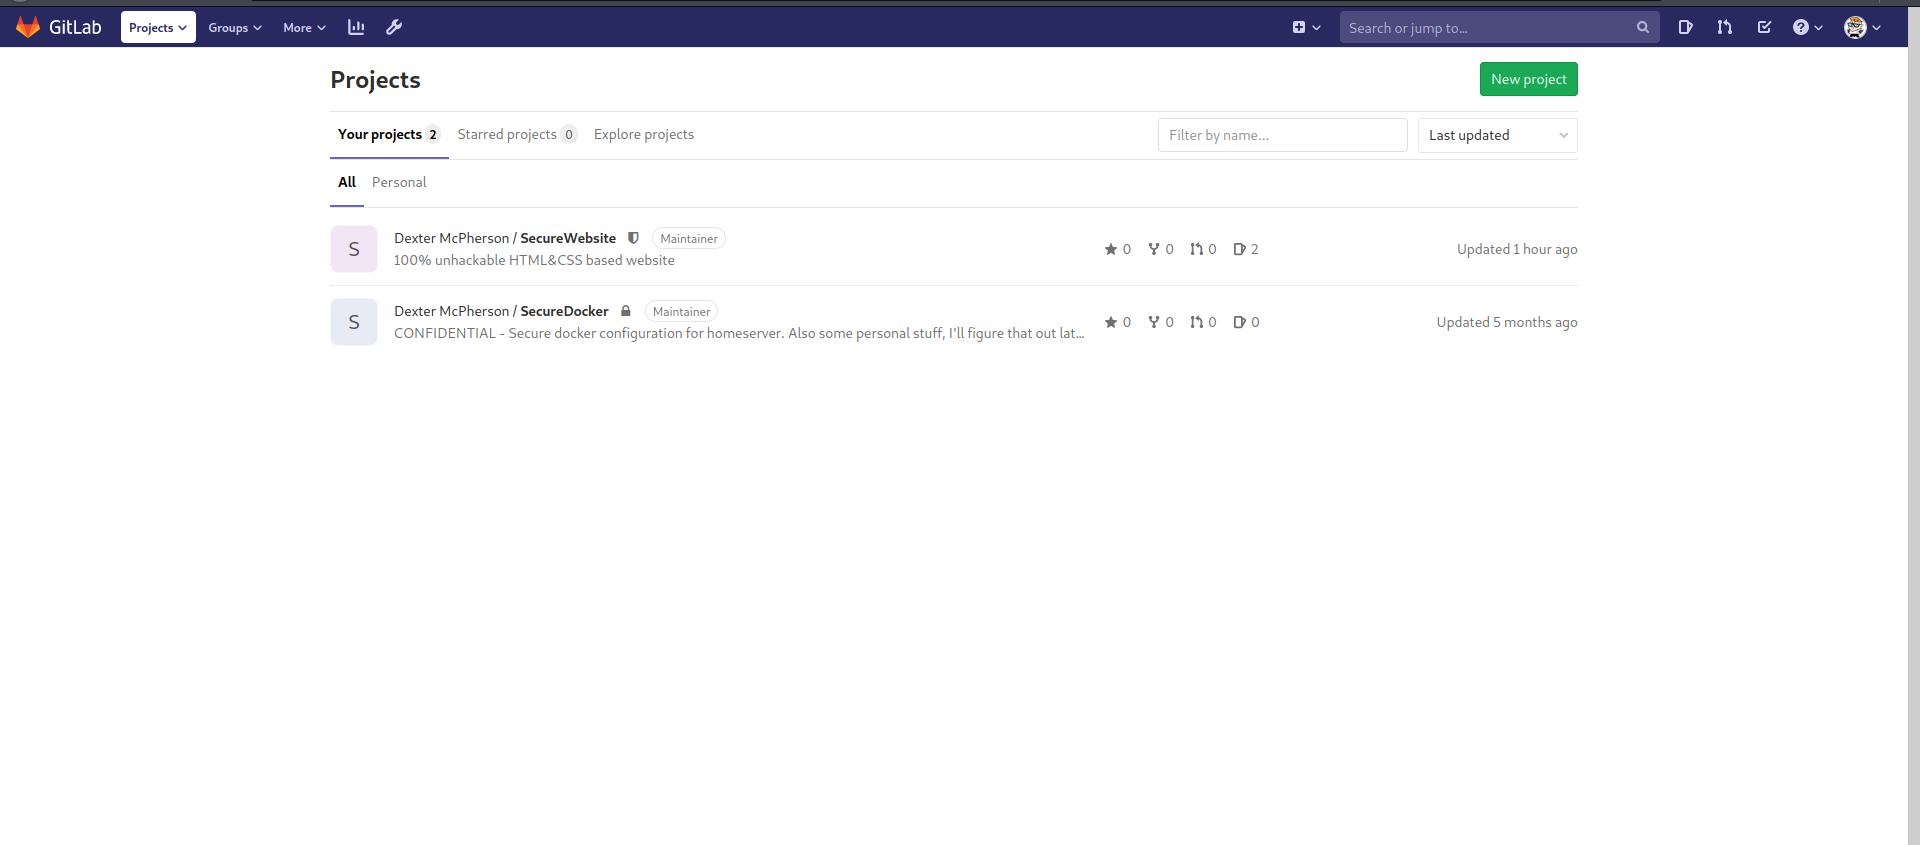 GitLab Projects Groups More Search or jump to...
Projects New project
Your projects 2 Starred projects 0 Explore projects Filter by name... Last updated
All Personal
S Dexter McPherson / SecureWebsite Maintainer 0 0 0 2 Updated 1 hour ago
100% unhackable HTML&CSS based website
S Dexter McPherson / SecureDocker Maintainer 0 0 0 0 Updated 5 months ago
CONFIDENTIAL - Secure docker configuration for homeserver. Also some personal stuff, I'll figure that out lat...